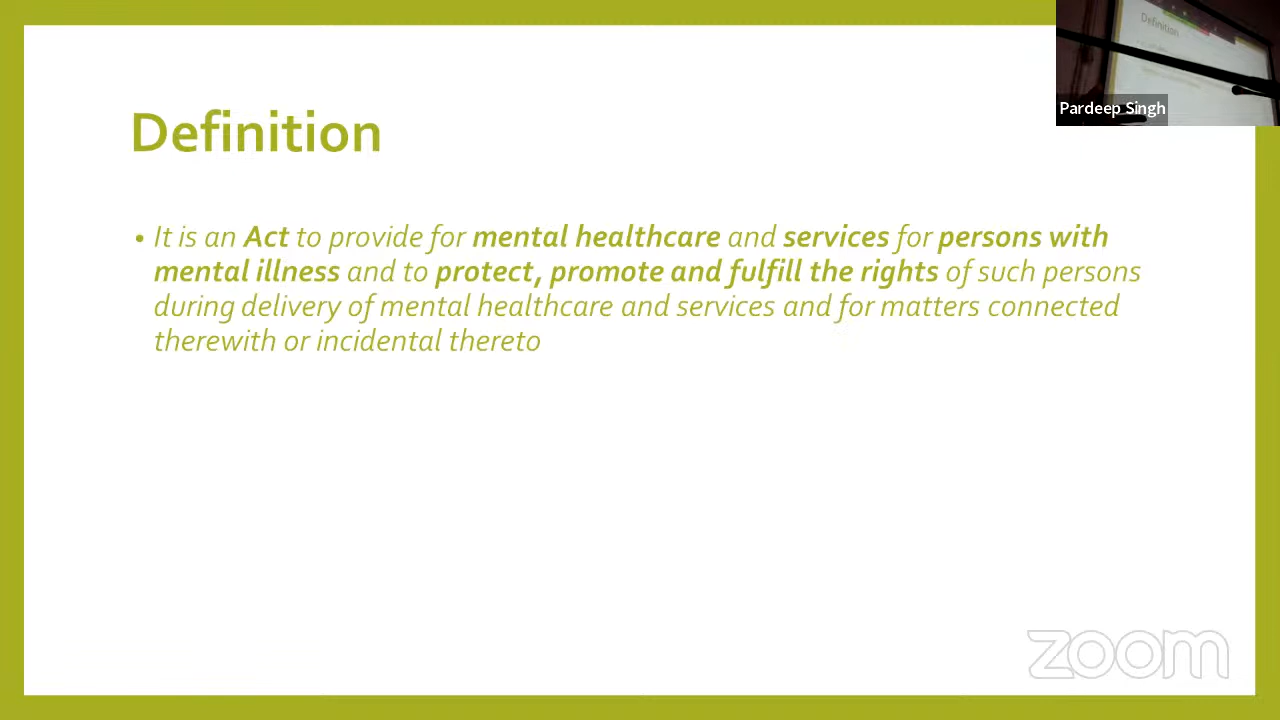 Definition
Pardeep Singh
Definition
• It is an Act to provide for mental healthcare and services for persons with
mental illness and to protect, promote and fulfill the rights of such persons
during delivery of mental healthcare and services and for matters connected
therewith or incidental thereto
zoom